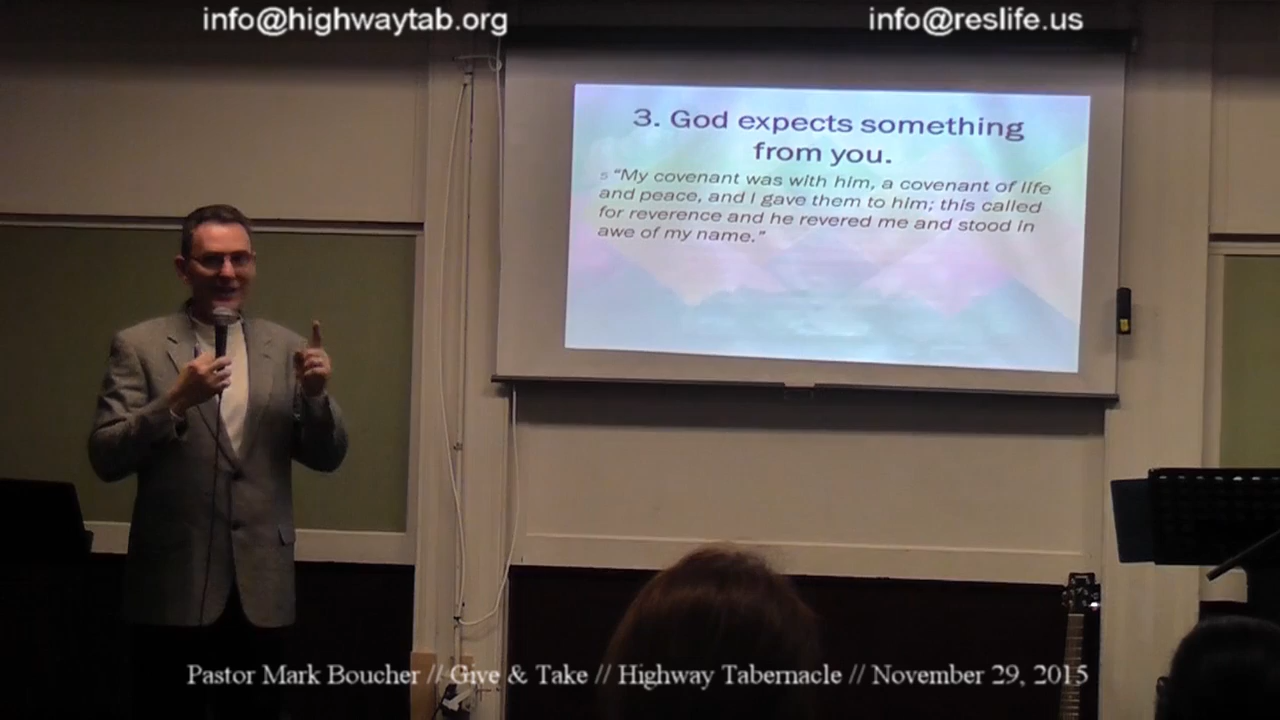 info@highwaytab.org
info@reslife.us
3. God expects something
from you.
s "My covenant was with him, a covenant of life
and peace, and I gave them to him; this called
for reverence and he revered me and stood in
awe of my name."
Pastor Mark Boucher // Give & Take // Highway Tabernacle // November 29, 2015